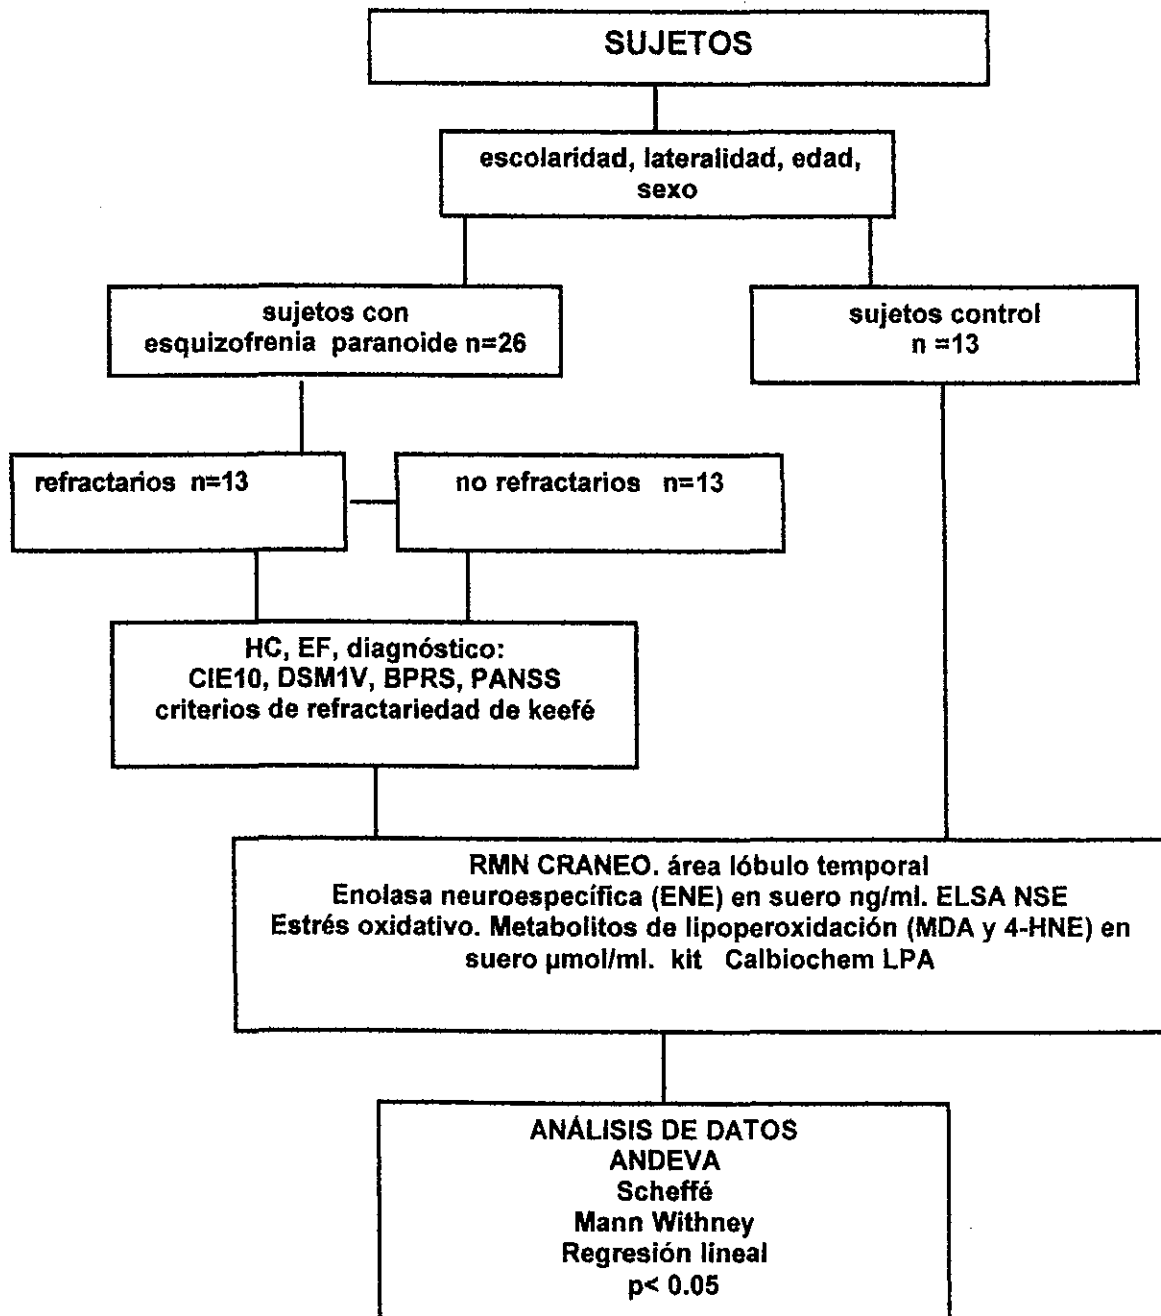 SUJETOS
escolaridad, lateralidad, edad,
sexo
sujetos con
esquizofrenia paranoide n=26
sujetos control
n =13
refractarios n=13
no refractarios n=13
HC, EF, diagnóstico:
CIE10, DSM1V, BPRS, PANSS
criterios de refractariedad de keefé
RMN CRANEO. área lóbulo temporal
Enolasa neuroespecífica (ENE) en suero ng/ml. ELSA NSE
Estrés oxidativo. Metabolitos de lipoperoxidación (MDA y 4-HNE) en
suero µmol/ml. kit Calbiochem LPA
ANÁLISIS DE DATOS
ANDEVA
Scheffé
Mann Withney
Regresión lineal
p< 0.05